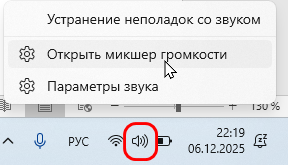 Устранение неполадок со звуком
Открыть микшер громкости
Параметры звука
130 %
РУС
22:19
06.12.2025